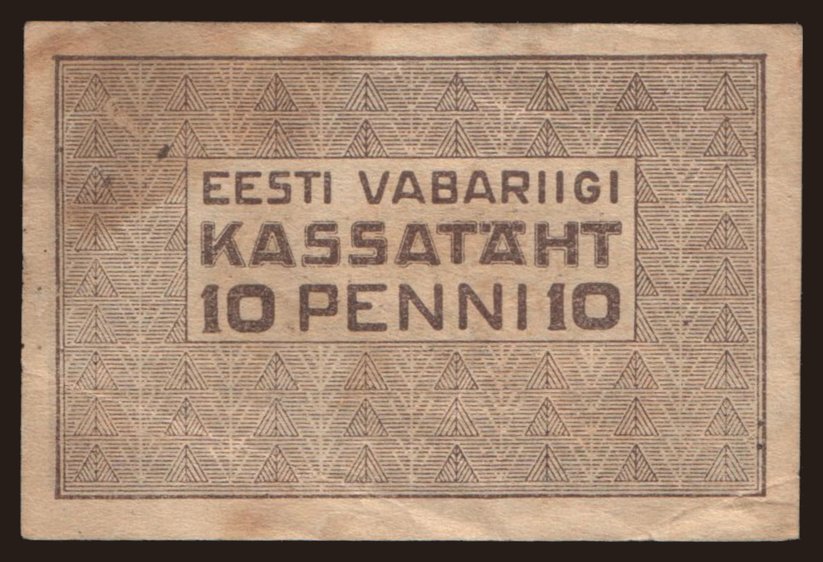 EESTI VABARIIGI
KASSATÄHT
10 PENNI 10